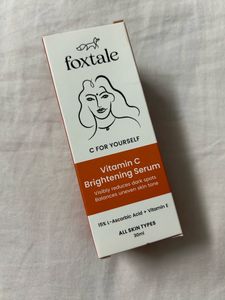 foxtale
C FOR YOURSELF
Vitamin C
Brightening Serum
Visibly reduces dark spots
Balances uneven skin tone
15% L-Ascorbic Acid + Vitamin E
ALL SKIN TYPES
30ml